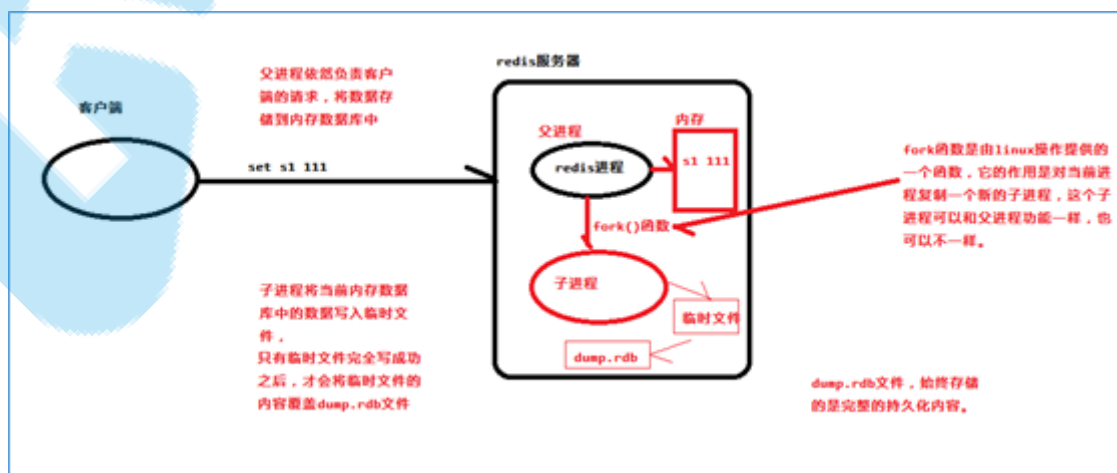 redis服务器
父进程依然负责客户
端的请求，将数据存
储到内存数据库中
客户端
set s1 111
父进程
内存
redis进程
s1 111
fork()函数
fork函数是由linux操作提供的
一个函数，它的作用是对当前进
程复制一个新的子进程，这个子
进程可以和父进程功能一样，也
可以不一样。
子进程
临时文件
dump.rdb
子进程将当前内存数据
库中的数据写入临时文
件，
只有临时文件完全写成功
之后，才会将临时文件的
内容覆盖dump.rdb文件
dump.rdb文件，始终存储
的是完整的持久化内容。